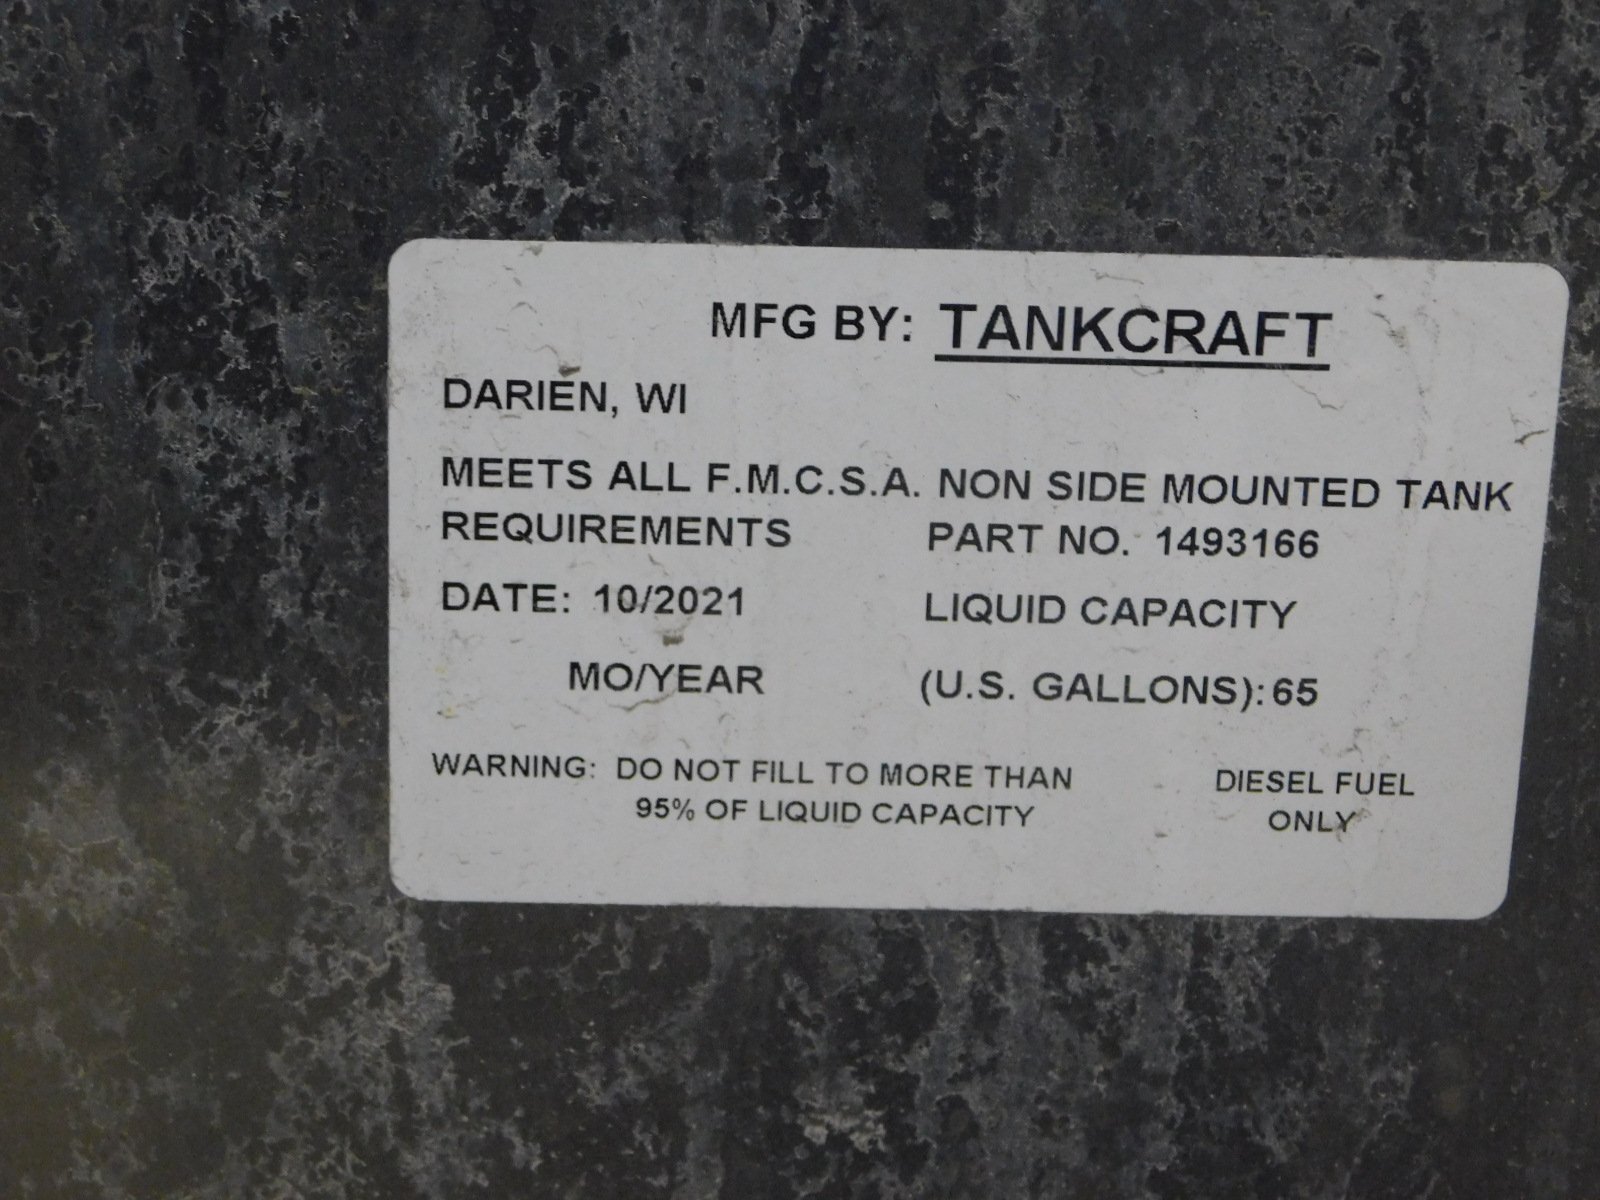 MFG BY: TANKCRAFT
DARIEN, WI
MEETS ALL F.M.C.S.A. NON SIDE MOUNTED TANK
REQUIREMENTS PART NO. 1493166
DATE: 10/2021 LIQUID CAPACITY
MO/YEAR (U.S. GALLONS): 65
WARNING: DO NOT FILL TO MORE THAN DIESEL FUEL
95% OF LIQUID CAPACITY ONLY